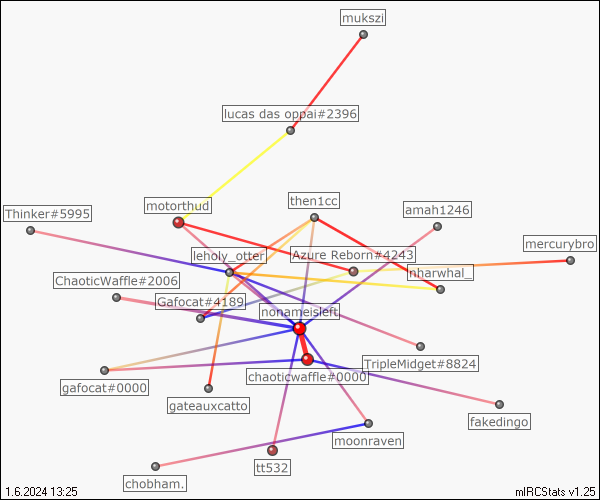 mukszi
lucas das oppai#2396
motorthud
then1cc
Thinker#5995
amah1246
mercurybro
leholy_otter
Azure Reborn#4243
nharwhal_
ChaoticWaffle#2006
Gafocat#4189
nonameisleft
TripleMidget#8824
chaoticwaffle#0000
gafocat#0000
gateauxcatto
fakedingo
moonraven
tt532
chobham.
1.6.2024 13:25
mIRCStats v1.25